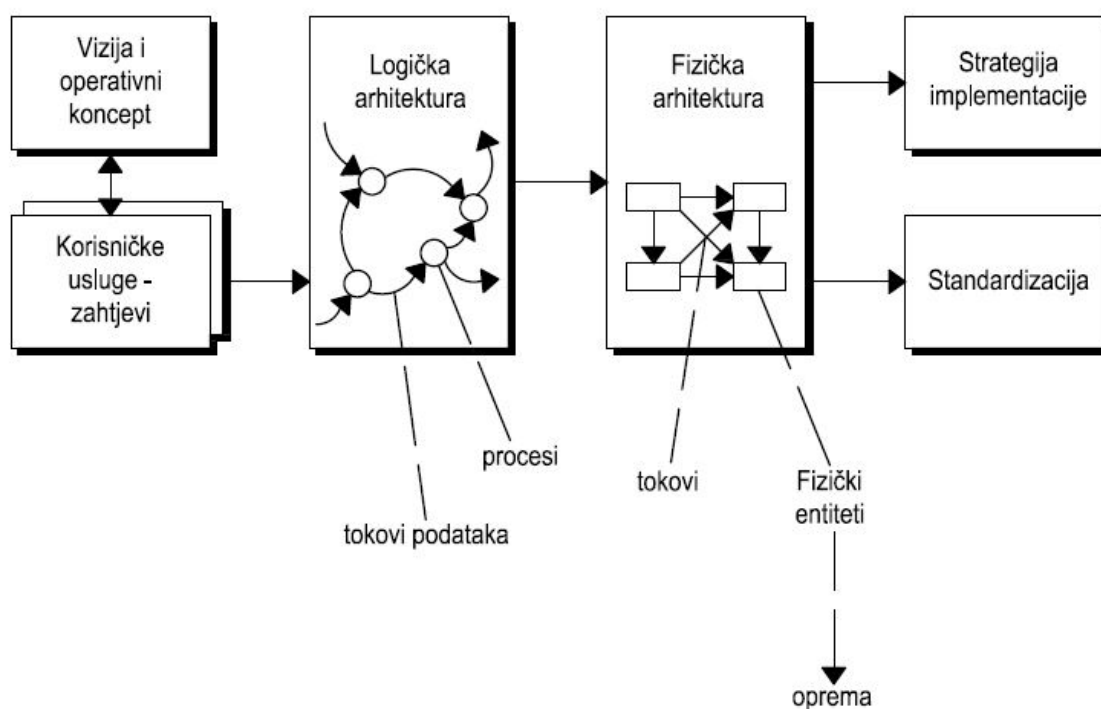 Vizija i
operativni
koncept
Korisničke
usluge -
zahtjevi
Logička
arhitektura
Fizička
arhitektura
Strategija
implementacije
Standardizacija
procesi
tokovi podataka
tokovi
Fizički
entiteti
oprema